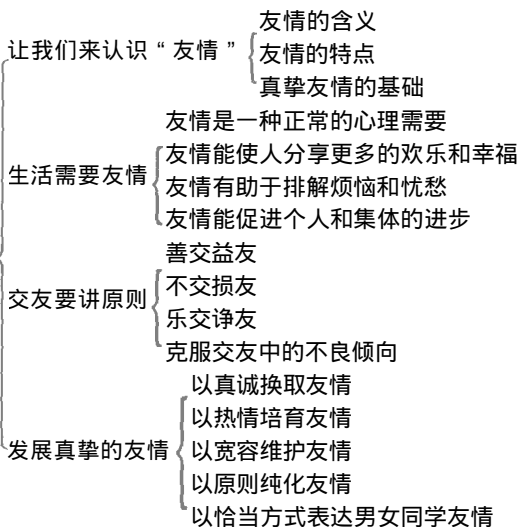 让我们来认识“友情”
友情的含义
友情的特点
真挚友情的基础
生活需要友情
友情是一种正常的心理需要
友情能使人分享更多的欢乐和幸福
友情有助于排解烦恼和忧愁
友情能促进个人和集体的进步
交友要讲原则
善交益友
不交损友
乐交诤友
克服交友中的不良倾向
发展真挚的友情
以真诚换取友情
以热情培育友情
以宽容维护友情
以原则纯化友情
以恰当方式表达男女同学友情